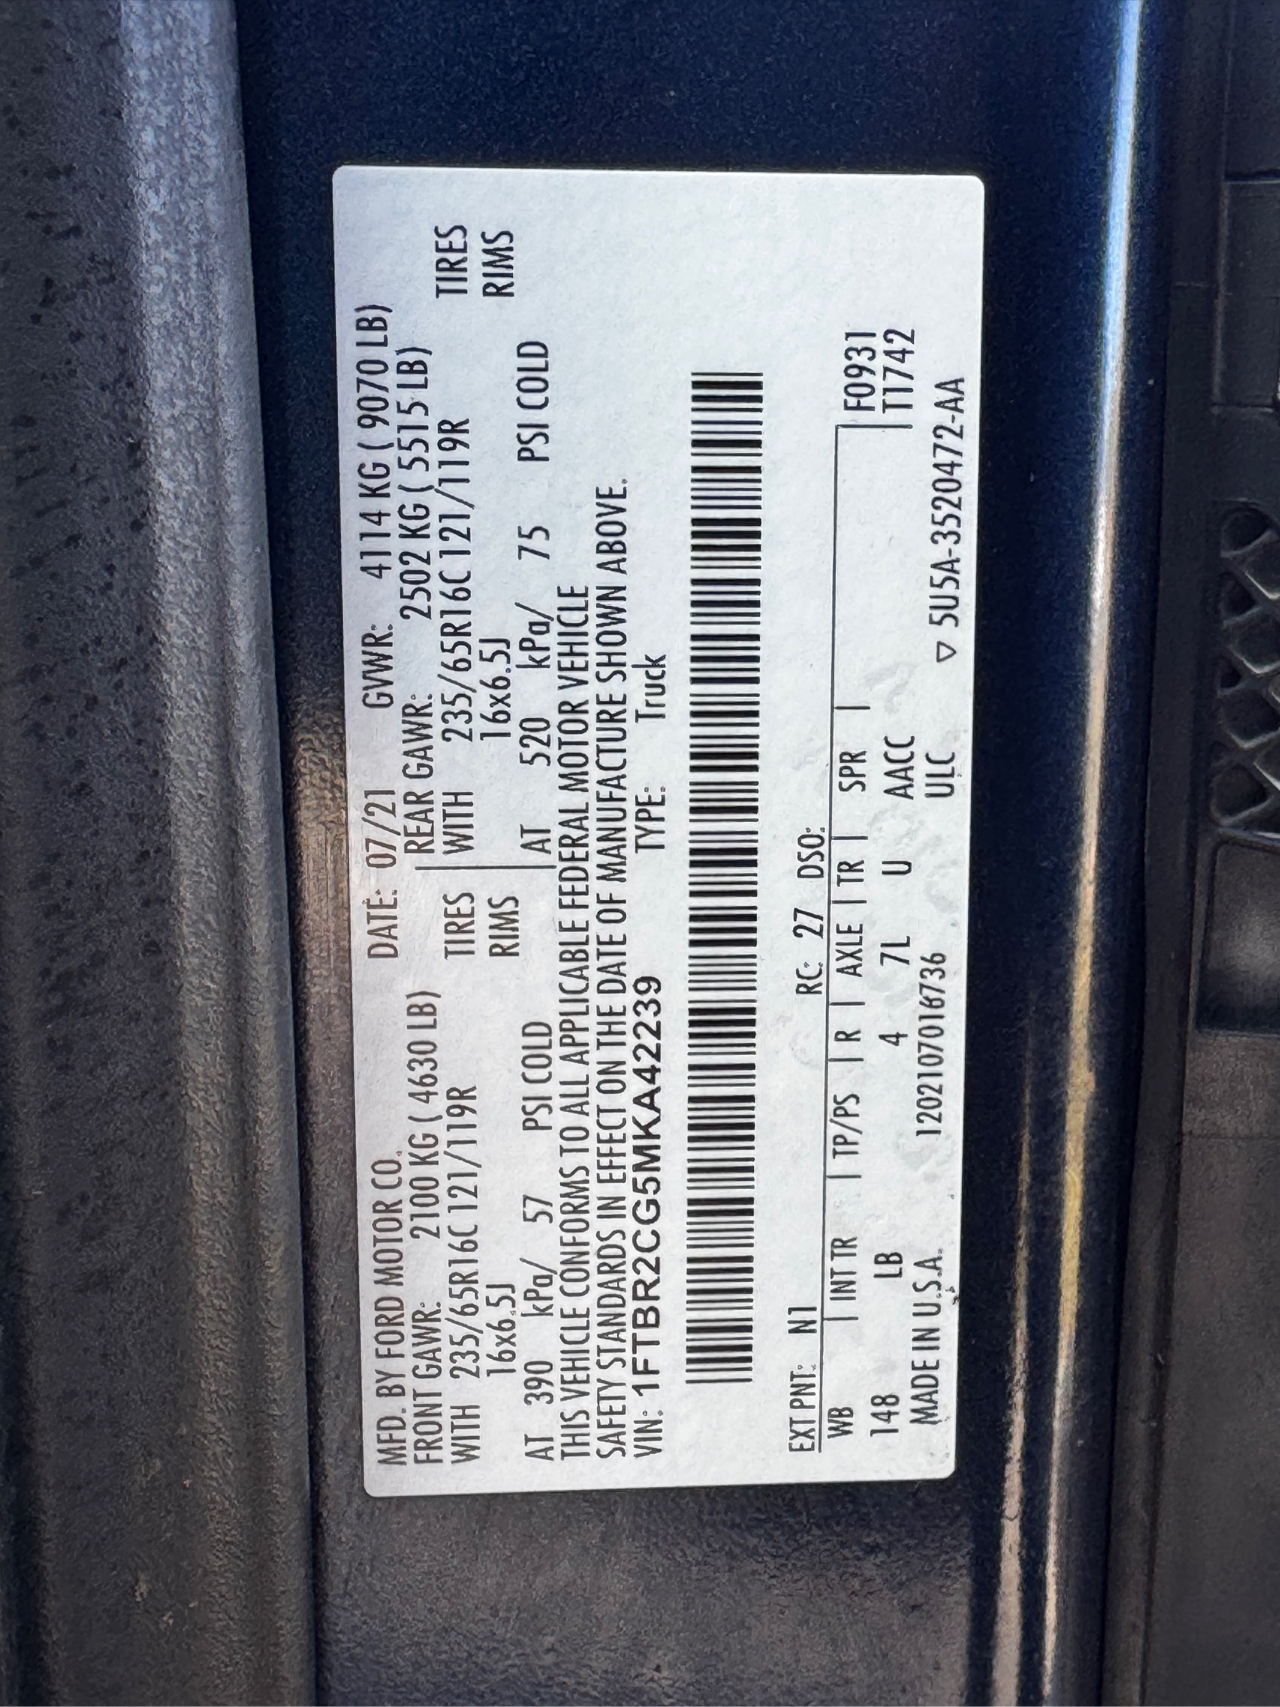 MFD. BY FORD MOTOR CO. DATE: 07/21 GVWR: 4114 KG ( 9070 LB)
FRONT GAWR: 2100 KG ( 4630 LB) REAR GAWR: 2502 KG ( 5515 LB)
WITH 235/65R16C 121/119R TIRES WITH 235/65R16C 121/119R TIRES
16x6.5J RIMS 16x6.5J RIMS
AT 390 kPa/ 57 PSI COLD AT 520 kPa/ 75 PSI COLD
THIS VEHICLE CONFORMS TO ALL APPLICABLE FEDERAL MOTOR VEHICLE
SAFETY STANDARDS IN EFFECT ON THE DATE OF MANUFACTURE SHOWN ABOVE.
VIN: 1FTBR2CG5MKA42239 TYPE: Truck
EXT PNT: N1 RC: 27 DSO:
WB INT TR TP/PS R AXLE TR SPR F0931
148 LB 4 7L U AACC T1742
MADE IN U.S.A. 1202107016736 ULC ▽ 5U5A-3520472-AA